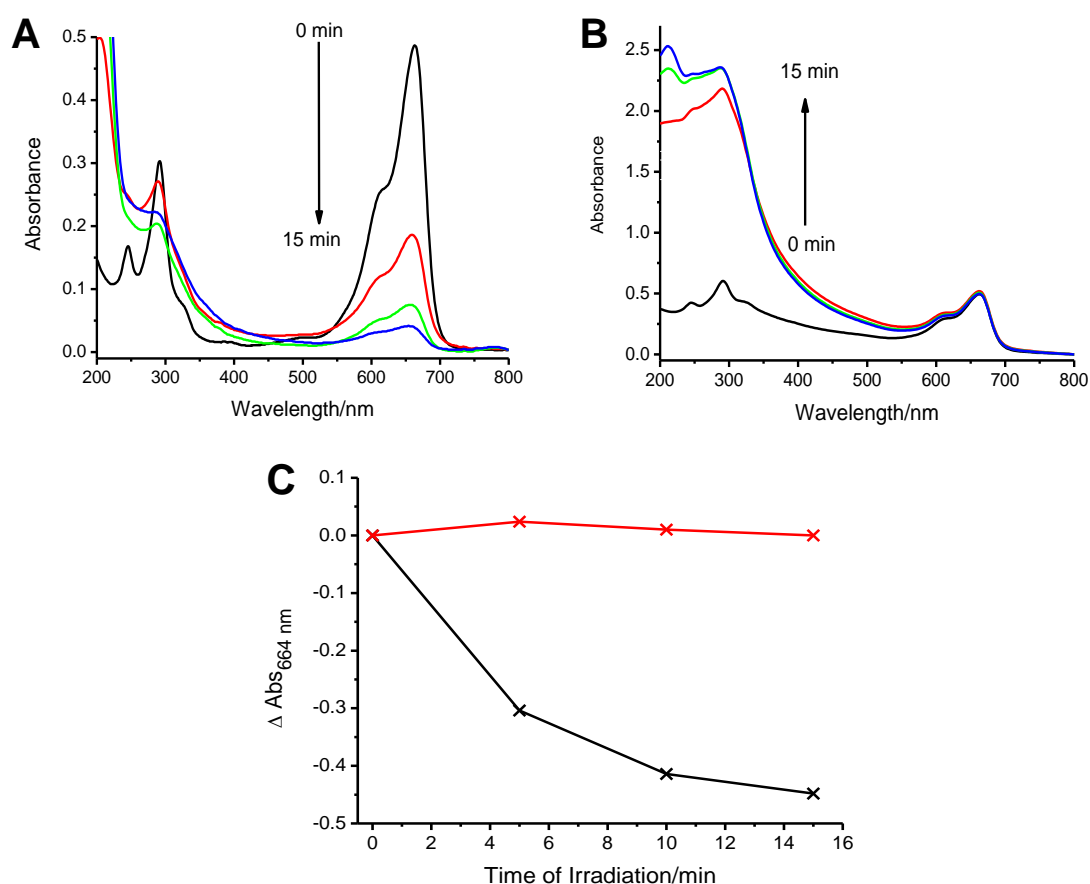 A
0 min
15 min
0.5
0.4
0.3
0.2
0.1
0.0
Absorbance
200 300 400 500 600 700 800
Wavelength/nm
B
15 min
0 min
2.5
2.0
1.5
1.0
0.5
0.0
Absorbance
200 300 400 500 600 700 800
Wavelength/nm
C
0.1
0.0
-0.1
-0.2
-0.3
-0.4
-0.5
Δ Abs664 nm
0 2 4 6 8 10 12 14 16
Time of Irradiation/min